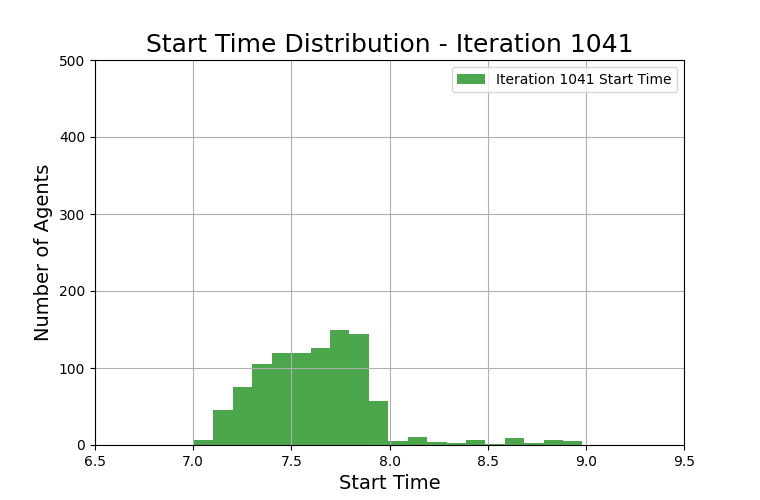 Start Time Distribution - Iteration 1041
Iteration 1041 Start Time
Number of Agents
500
400
300
200
100
0
6.5 7.0 7.5 8.0 8.5 9.0 9.5
Start Time